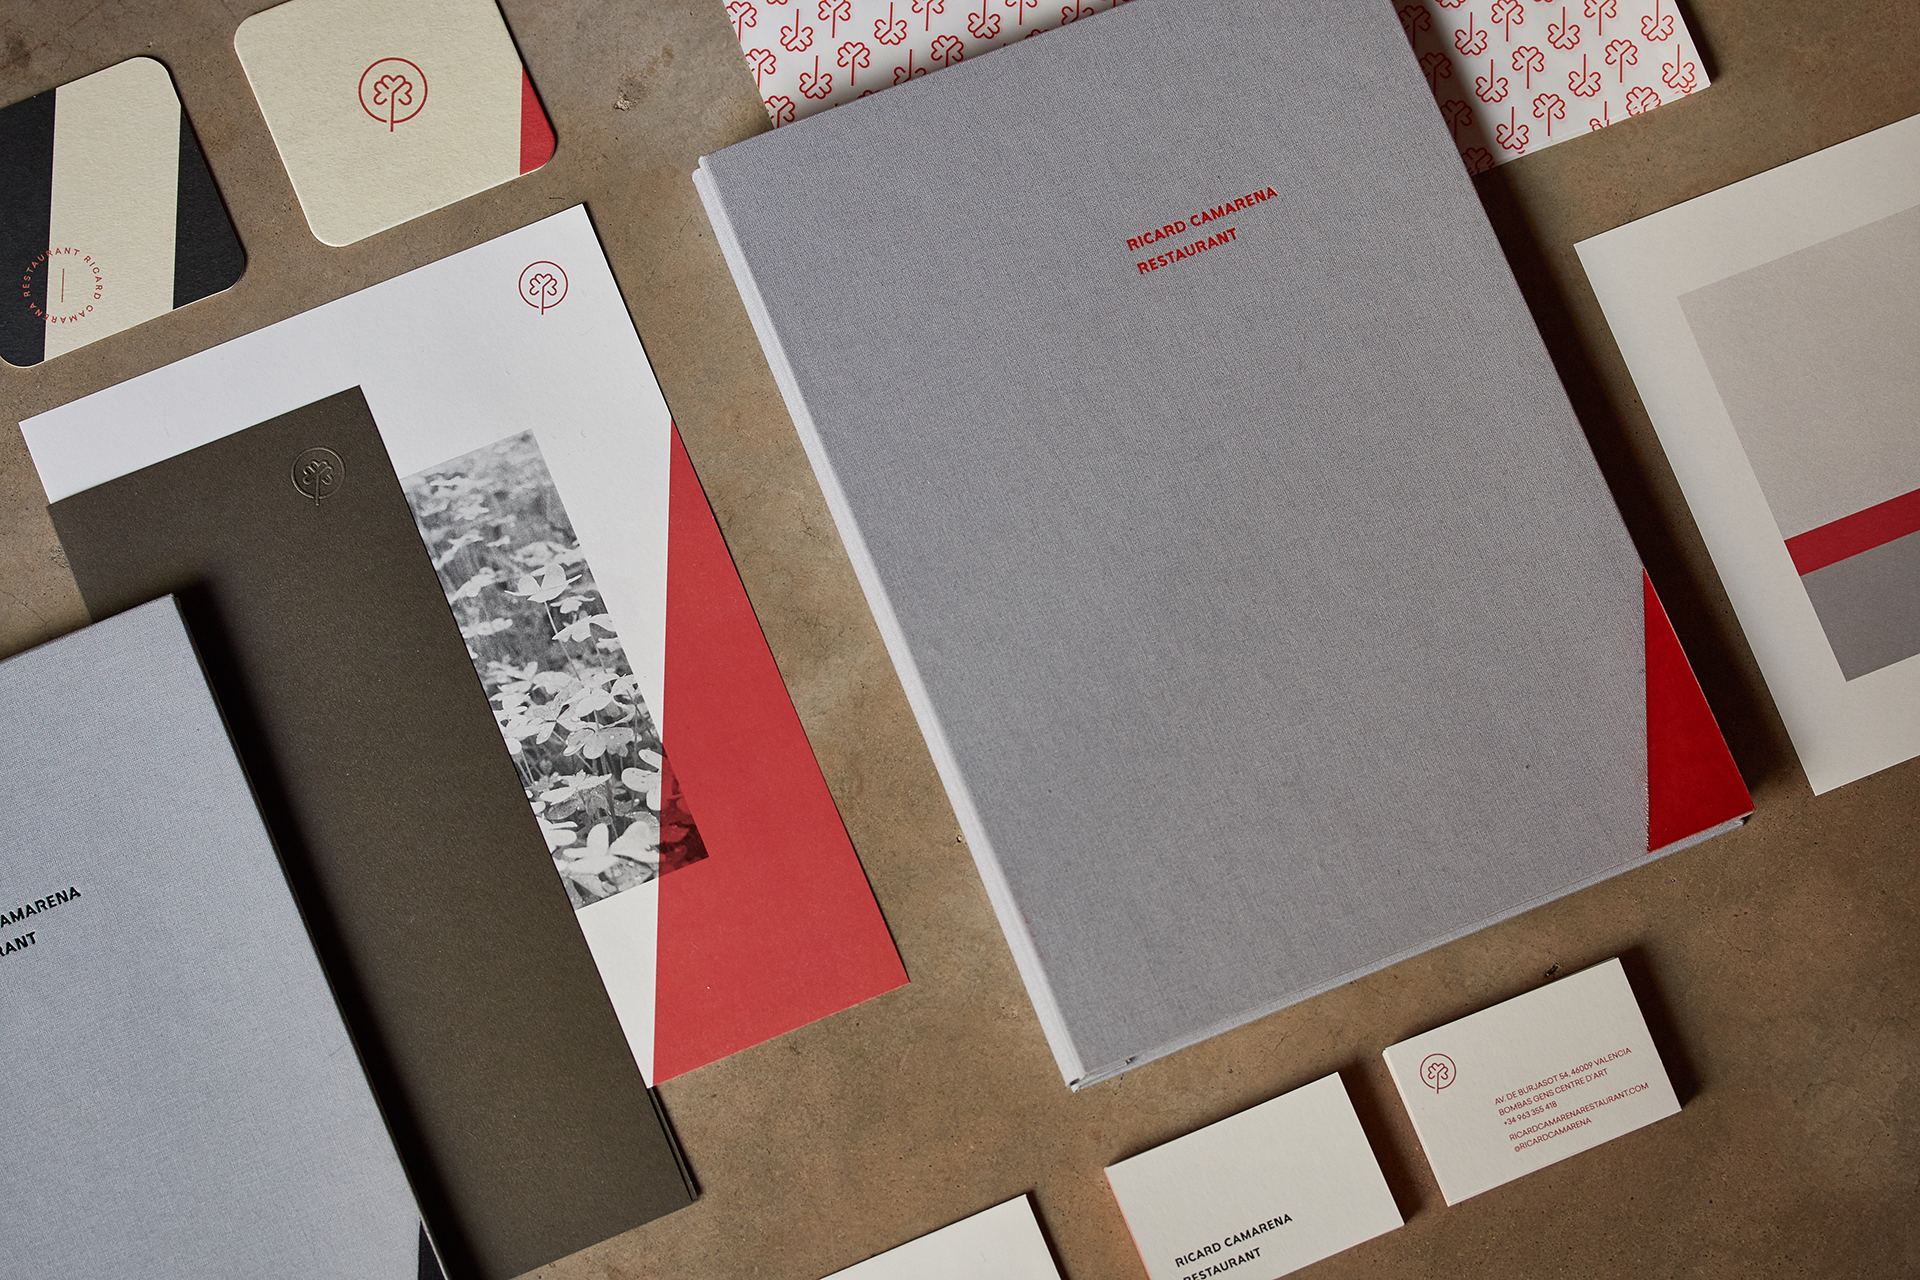 RESTAURANT RICARD CAMARENA
RICARD CAMARENA
RESTAURANT
CAMARENA
RANT
AV. DE BURJASOT 54, 46009 VALENCIA
BOMBAS GENS CENTRE D'ART
+34 963 355 418
RICARDCAMARENARESTAURANT.COM
@RICARDCAMARENA
RICARD CAMARENA
RESTAURANT